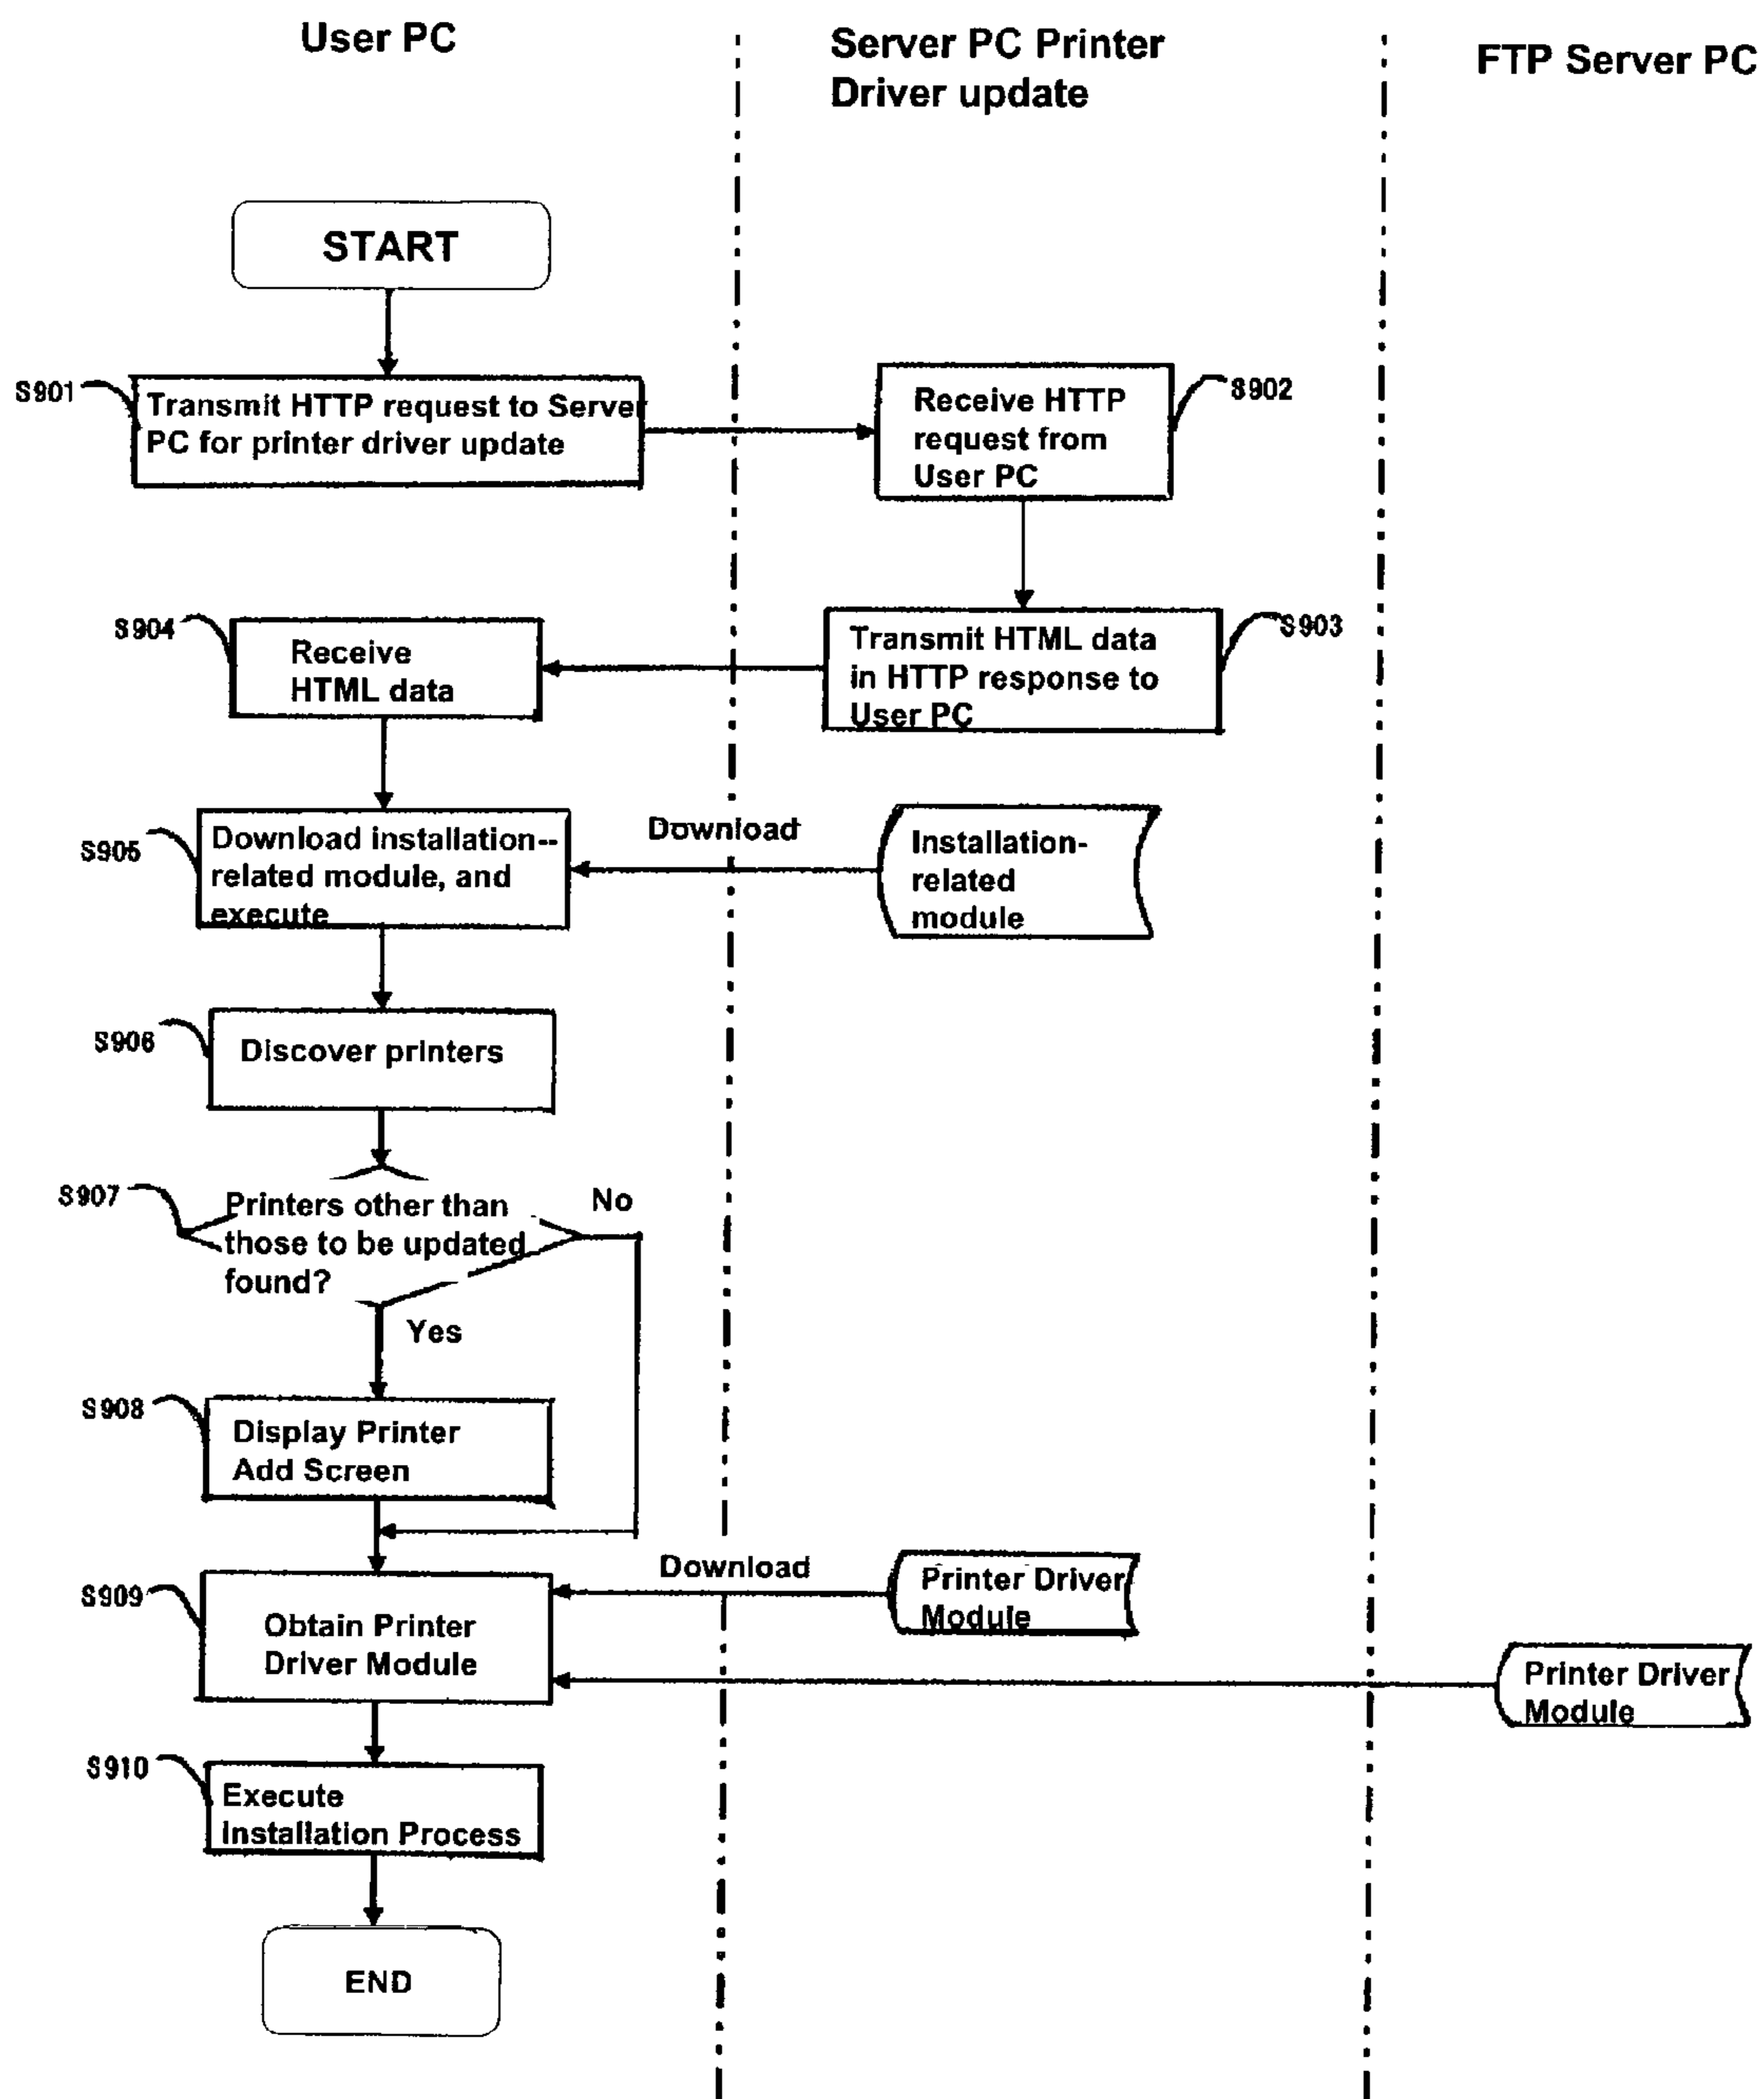 User PC
Server PC Printer
Driver update
FTP Server PC
START
S901
Transmit HTTP request to Server
PC for printer driver update
Receive HTTP
request from
User PC
S902
S904
Receive
HTML data
Transmit HTML data
in HTTP response to
User PC
S903
S905
Download installation--
related module, and
execute
Download
Installation-
related
module
S906
Discover printers
S907
Printers other than
those to be updated
found?
No
Yes
S908
Display Printer
Add Screen
S909
Obtain Printer
Driver Module
Download
Printer Driver
Module
Printer Driver
Module
S910
Execute
Installation Process
END